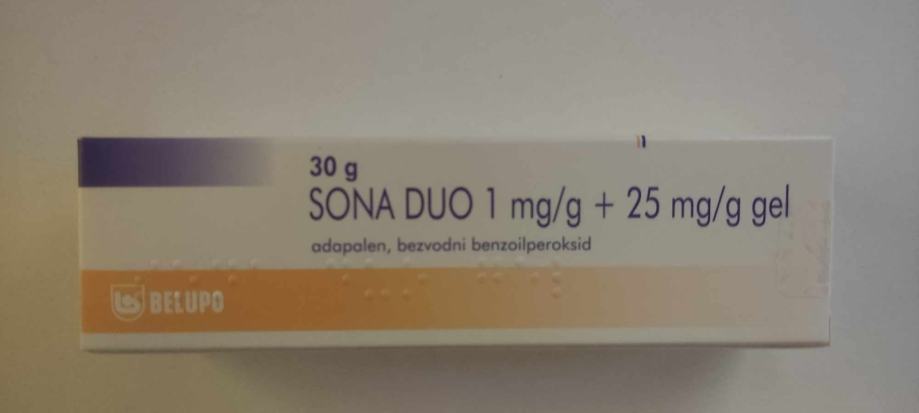 30 g
SONA DUO 1 mg/g + 25 mg/g gel
adapalen, bezvodni benzoilperoksid
BELUPO